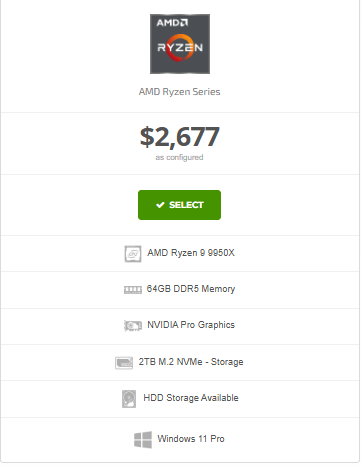 AMD
RYZEN
AMD Ryzen Series
$2,677
as configured
SELECT
AMD Ryzen 9 9950X
64GB DDR5 Memory
NVIDIA Pro Graphics
2TB M.2 NVMe - Storage
HDD Storage Available
Windows 11 Pro